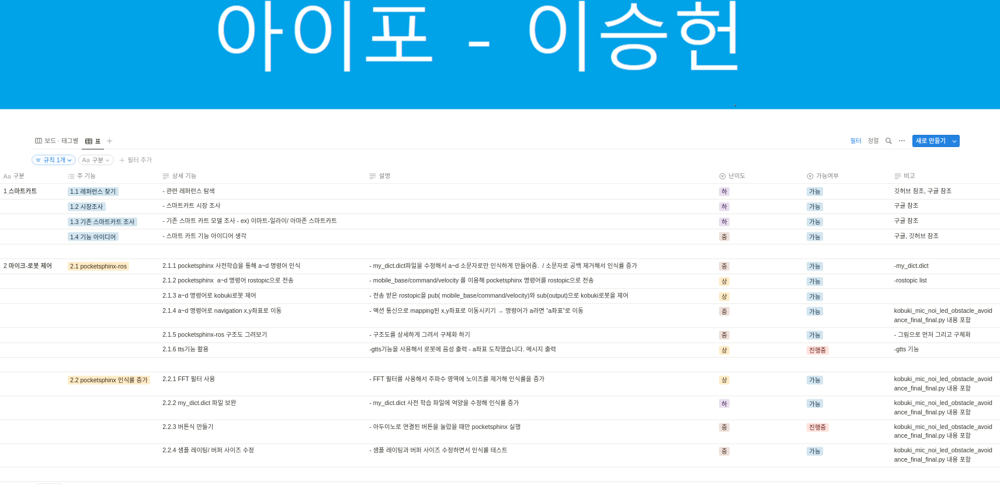 아이포 - 이승헌
보드 · 태그별 표
필터 정렬 새로 만들기
규칙 1개 Aa 구분 필터 추가
Aa 구분 주 기능 상세 기능 설명 난이도 가능여부 비고
1 스마트카트 1.1 레퍼런스 찾기 - 관련 레퍼런스 탐색 하 가능 깃허브 참조, 구글 참조
1.2 시장조사 - 스마트카트 시장 조사 하 가능 구글 참조
1.3 기존 스마트카트 조사 - 기존 스마트 카트 모델 조사 - ex) 이마트-일라이/ 아마존 스마트카트 하 가능 구글 참조
1.4 기능 아이디어 - 스마트 카트 기능 아이디어 생각 중 가능 구글, 깃허브 참조
2 마이크-로봇 제어 2.1 pocketsphinx-ros 2.1.1 pocketsphinx 사전학습을 통해 a~d 명령어 인식 - my_dict.dict파일을 수정해서 a~d 소문자로만 인식하게 만들어줌. / 소문자로 공백 제거해서 인식률 증가 중 가능 -my_dict.dict
2.1.2 pocketsphinx a~d 명령어 rostopic으로 전송 - mobile_base/command/velocity 를 이용해 pocketsphinx 명령어를 rostopic으로 전송 상 가능 -rostopic list
2.1.3 a~d 명령어로 kobuki로봇 제어 - 전송 받은 rostopic을 pub( mobile_base/command/velocity)와 sub(output)으로 kobuki로봇을 제어 상 가능
2.1.4 a~d 명령어로 navigation x,y좌표로 이동 - 액션 통신으로 mapping된 x,y좌표로 이동시키기 → 명령어가 a라면 “a좌표”로 이동 중 가능 kobuki_mic_noi_led_obstacle_avoid
ance_final_final.py 내용 포함
2.1.5 pocketsphinx-ros 구조도 그려보기 - 구조도를 상세하게 그려서 구체화 하기 중 가능 - 그림으로 먼저 그리고 구체화
2.1.6 tts기능 활용 -gtts기능을 사용해서 로봇에 음성 출력 - a좌표 도착했습니다. 메시지 출력 상 진행중 -gtts 기능
2.2 pocketsphinx 인식률 증가 2.2.1 FFT 필터 사용 - FFT 필터를 사용해서 주파수 영역에 노이즈를 제거해 인식률을 증가 상 가능 kobuki_mic_noi_led_obstacle_avoid
ance_final_final.py 내용 포함
2.2.2 my_dict.dict 파일 보완 - my_dict.dict 사전 학습 파일에 억양을 수정해 인식률 증가 하 가능 kobuki_mic_noi_led_obstacle_avoid
ance_final_final.py 내용 포함
2.2.3 버튼식 만들기 - 아두이노로 연결된 버튼을 눌렀을 때만 pocketsphinx 실행 중 진행중 kobuki_mic_noi_led_obstacle_avoid
ance_final_final.py 내용 포함
2.2.4 샘플 레이팅/ 버퍼 사이즈 수정 - 샘플 레이팅과 버퍼 사이즈 수정하면서 인식률 테스트 중 가능 kobuki_mic_noi_led_obstacle_avoid
ance_final_final.py 내용 포함